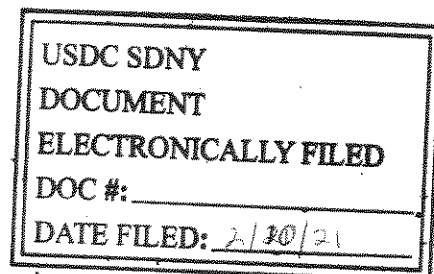 USDC SDNY
DOCUMENT
ELECTRONICALLY FILED
DOC #:
DATE FILED: 2/20/21